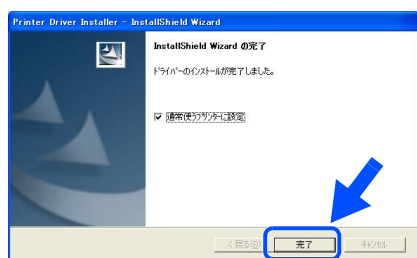 Printer Driver Installer - InstallShield Wizard
InstallShield Wizard の完了
ドライバーのインストールが完了しました。
通常使うプリンターに設定
< 戻る(B)
完了
キャンセル